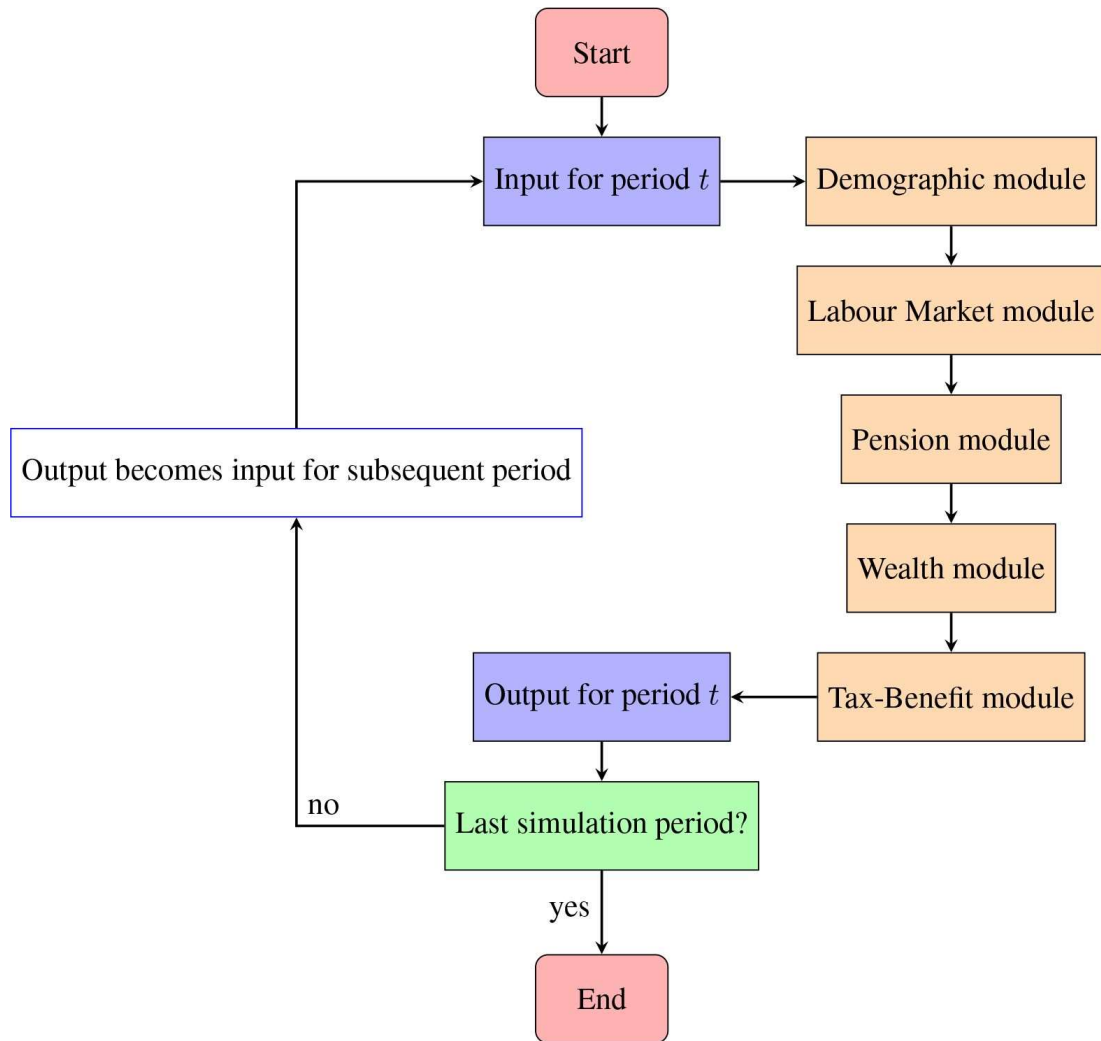 Start
Input for period t
Demographic module
Labour Market module
Pension module
Output becomes input for subsequent period
Wealth module
Output for period t
Tax-Benefit module
no
Last simulation period?
yes
End